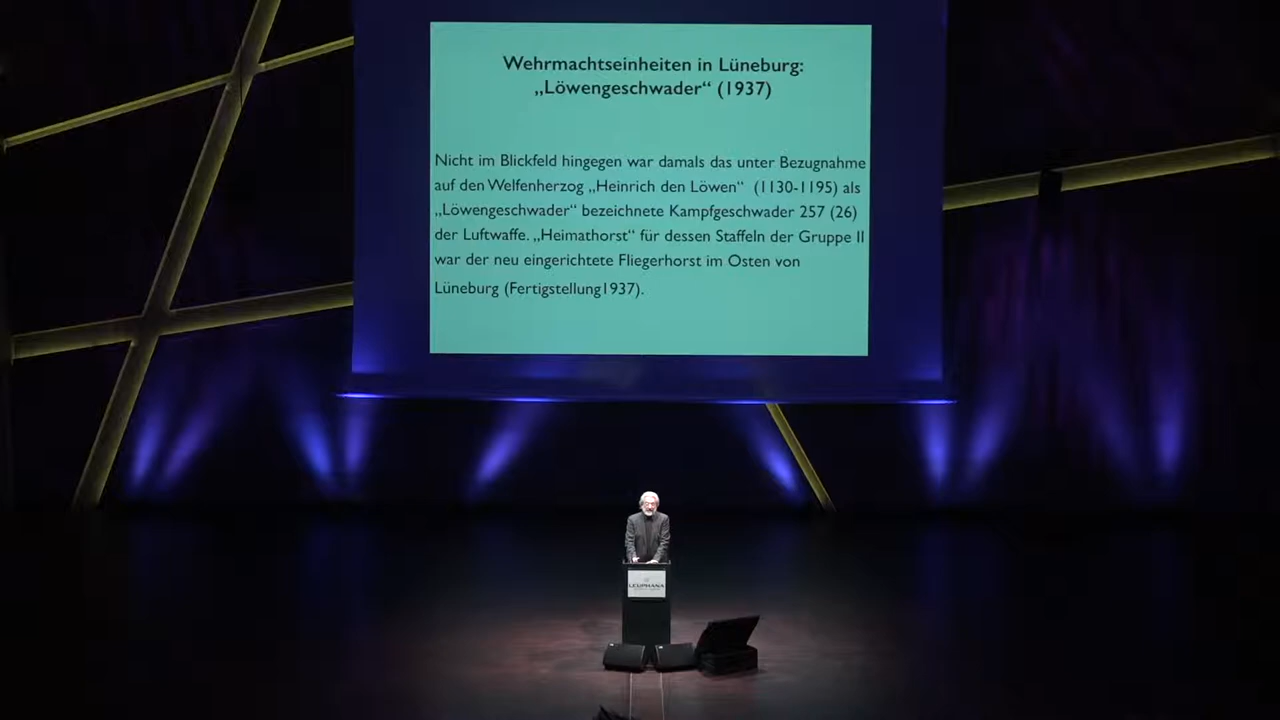 Wehrmachtseinheiten in Lüneburg:
„Löwengeschwader“ (1937)
Nicht im Blickfeld hingegen war damals das unter Bezugnahme
auf den Welfenherzog „Heinrich den Löwen“ (1130-1195) als
„Löwengeschwader“ bezeichnete Kampfgeschwader 257 (26)
der Luftwaffe. „Heimathorst“ für dessen Staffeln der Gruppe II
war der neu eingerichtete Fliegerhorst im Osten von
Lüneburg (Fertigstellung1937).
LEUPHANA